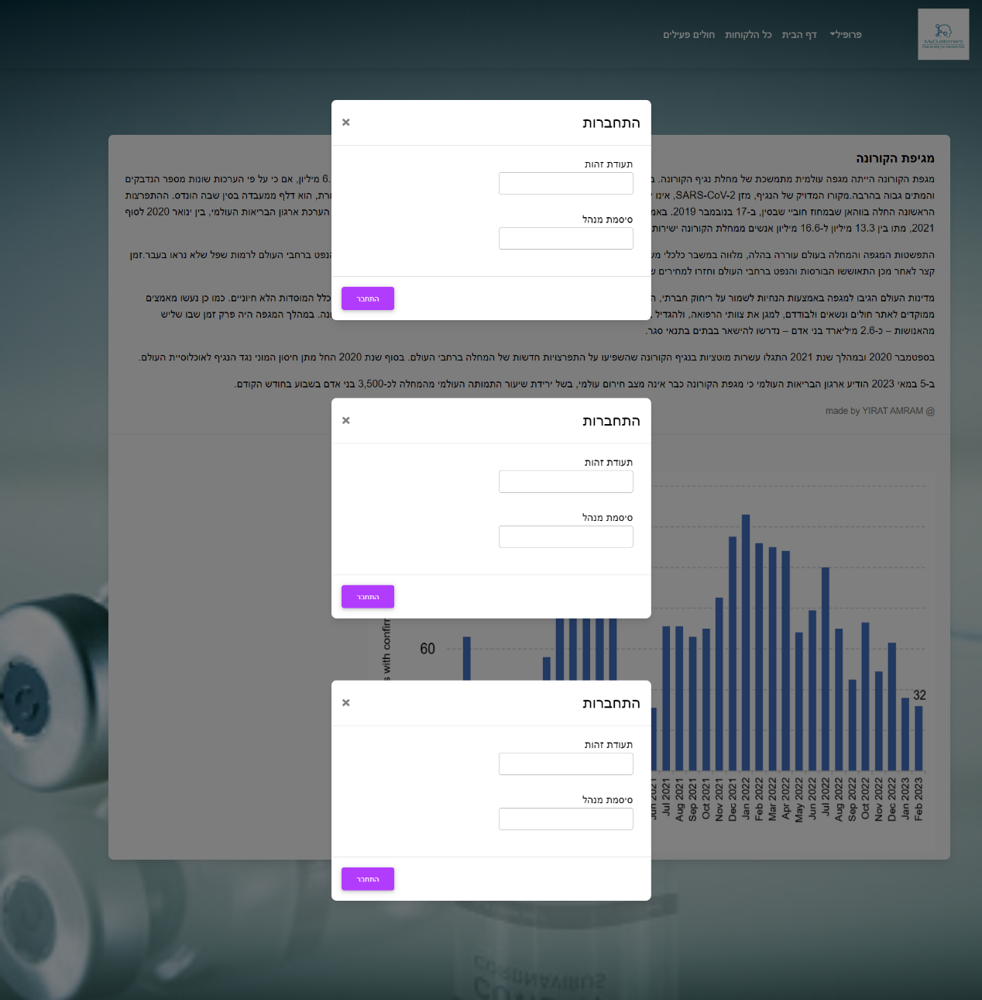 MyCustomers
פרופיל
דף הבית
כל הלקוחות
חולים פעילים
התחברות
×
תעודת זהות
סיסמת מנהל
התחבר
מגיפת הקורונה
מגפת הקורונה הייתה מגפה עולמית מתמשכת של מחלת נגיף הקורונה. 6. מיליון, אם כי על פי הערכות שונות מספר הנדבקים
והמתים גבוה בהרבה.מקורו המדויק של הנגיף, מזן SARS-CoV-2, אינו רת, הוא דלף ממעבדה בסין שבה הונדס. ההתפרצות
הראשונה החלה בווהאן שבמחוז חוביי שבסין, ב-17 בנובמבר 2019. באמ הערכת ארגון הבריאות העולמי, בין ינואר 2020 לסוף
2021, מתו בין 13.3 מיליון ל-16.6 מיליון אנשים ממחלת הקורונה ישירות
התפשטות המגפה והמחלה בעולם עוררה בהלה, מלווה במשבר כלכלי מש הנפט ברחבי העולם לרמות שפל שלא נראו בעבר.זמן
קצר לאחר מכן התאוששו הבורסות והנפט ברחבי העולם וחזרו למחירים ש
מדינות העולם הגיבו למגפה באמצעות הנחיות לשמור על ריחוק חברתי, ה כלל המוסדות הלא חיוניים. כמו כן נעשו מאמצים
ממוקדים לאתר חולים ונשאים ולבודדם, למגן את צוותי הרפואה, ולהגדיל נה. במהלך המגפה היה פרק זמן שבו שליש
מהאנושות – כ-2.6 מיליארד בני אדם – נדרשו להישאר בבתים בתנאי סגר.
בספטמבר 2020 ובמהלך שנת 2021 התגלו עשרות מוטציות בנגיף הקורונה שהשפיעו על התפרצויות חדשות של המחלה ברחבי העולם. בסוף שנת 2020 החל מתן חיסון המוני נגד הנגיף לאוכלוסיית העולם.
ב-5 במאי 2023 הודיע ארגון הבריאות העולמי כי מגפת הקורונה כבר אינה מצב חירום עולמי, בשל ירידת שיעור התמותה העולמי מהמחלה לכ-3,500 בני אדם בשבוע בחודש הקודם.
made by YIRAT AMRAM @
התחברות
×
תעודת זהות
סיסמת מנהל
התחבר
with confirm
60
32
התחברות
×
תעודת זהות
סיסמת מנהל
התחבר
Jun 2021
Jul 2021
Aug 2021
Sep 2021
Oct 2021
Nov 2021
Dec 2021
Jan 2022
Feb 2022
Mar 2022
Apr 2022
May 2022
Jun 2022
Jul 2022
Aug 2022
Sep 2022
Oct 2022
Nov 2022
Dec 2022
Jan 2023
Feb 2023
CORONAVIRUS